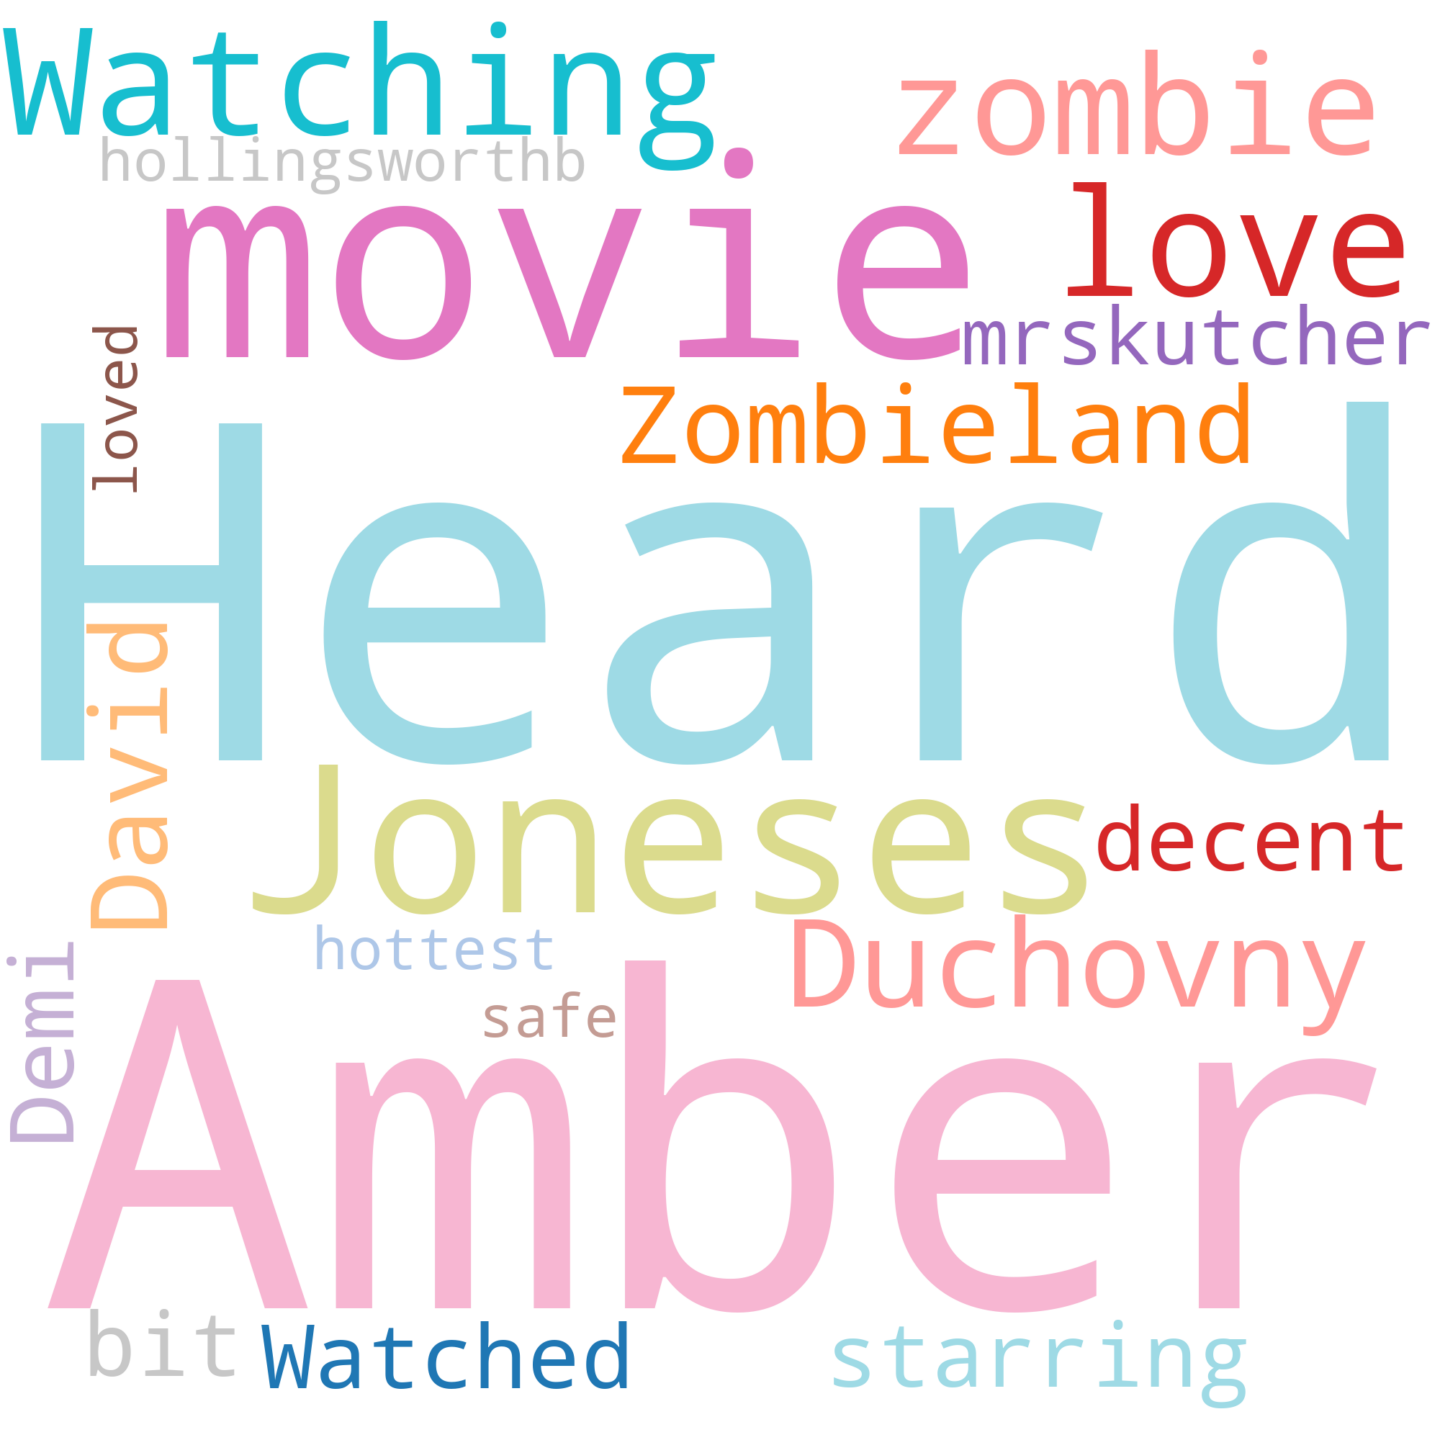 Watching
zombie
hollingsworthb
movie
love
mrskutcher
loved
Zombieland
Heard
David
Joneses
decent
Duchovny
hottest
Demi
safe
Amber
bit
Watched
starring